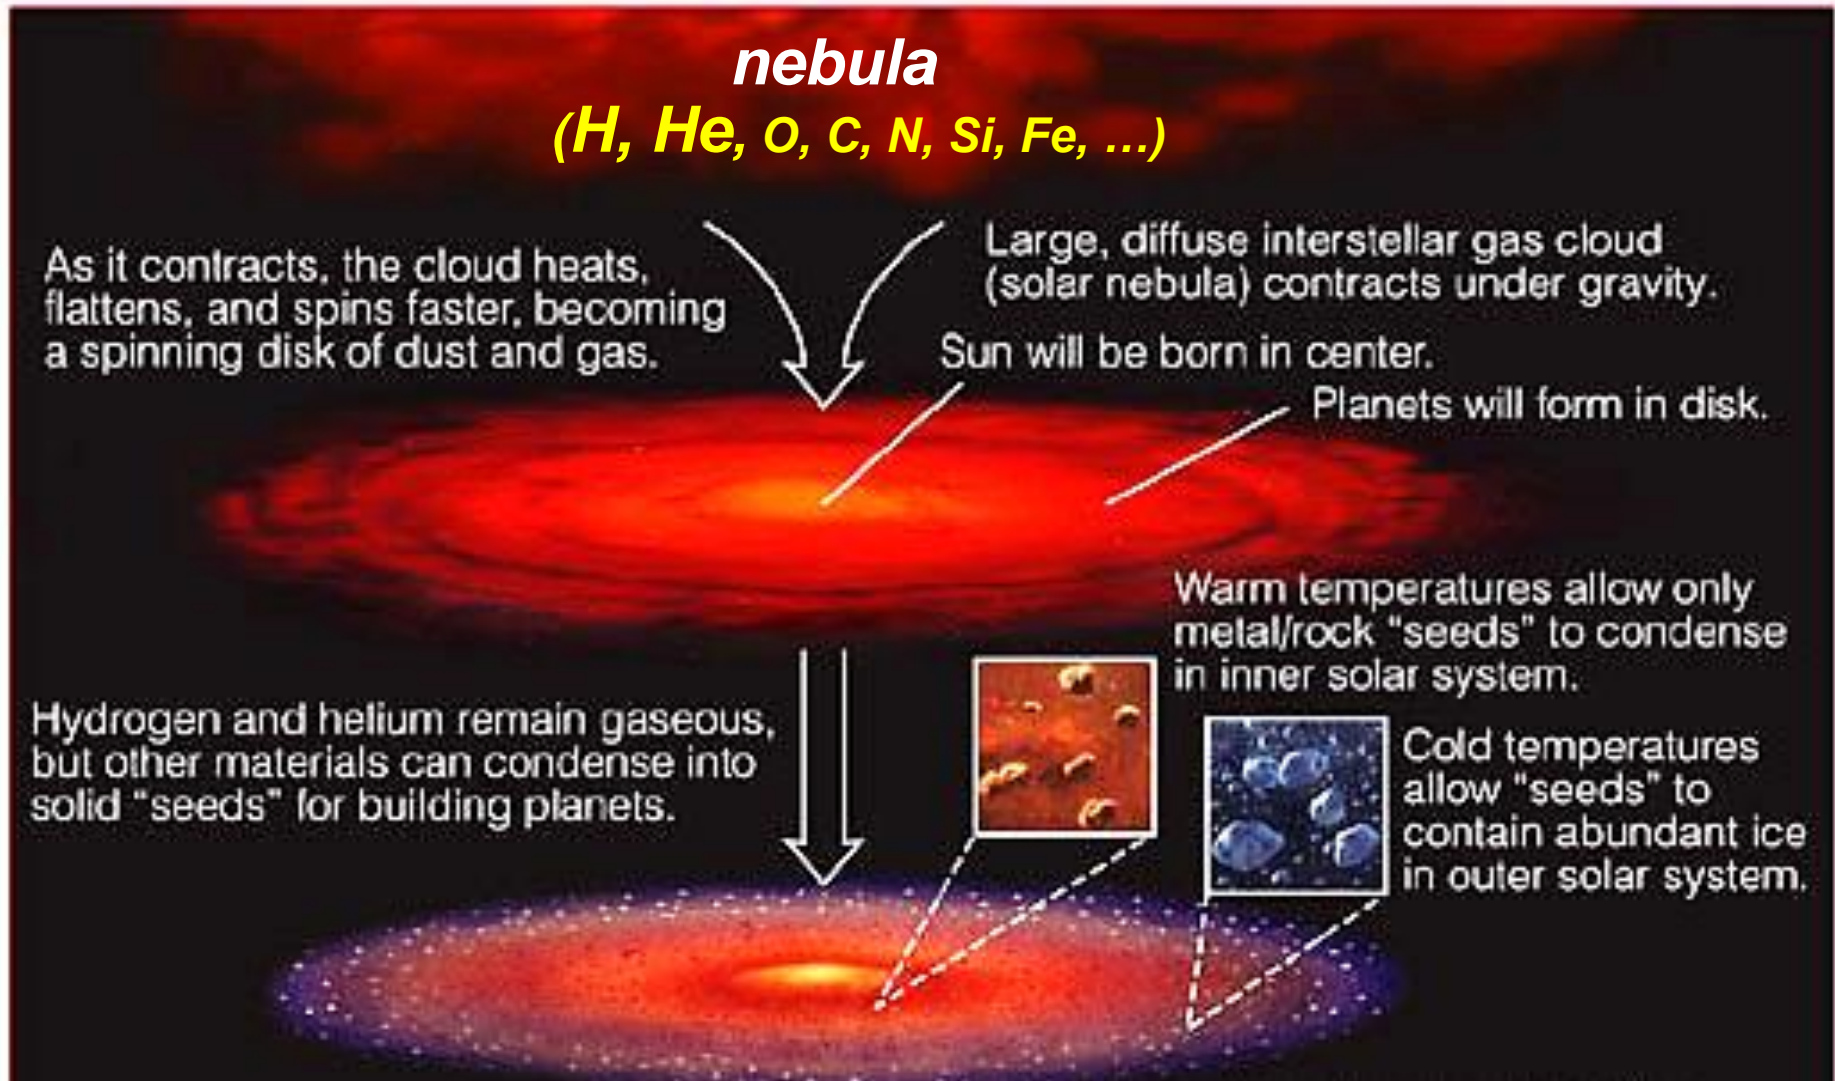 nebula
(H, He, O, C, N, Si, Fe, …)
As it contracts, the cloud heats,
flattens, and spins faster, becoming
a spinning disk of dust and gas.
Large, diffuse interstellar gas cloud
(solar nebula) contracts under gravity.
Sun will be born in center.
Planets will form in disk.
Warm temperatures allow only
metal/rock “seeds” to condense
in inner solar system.
Hydrogen and helium remain gaseous,
but other materials can condense into
solid “seeds” for building planets.
Cold temperatures
allow “seeds” to
contain abundant ice
in outer solar system.